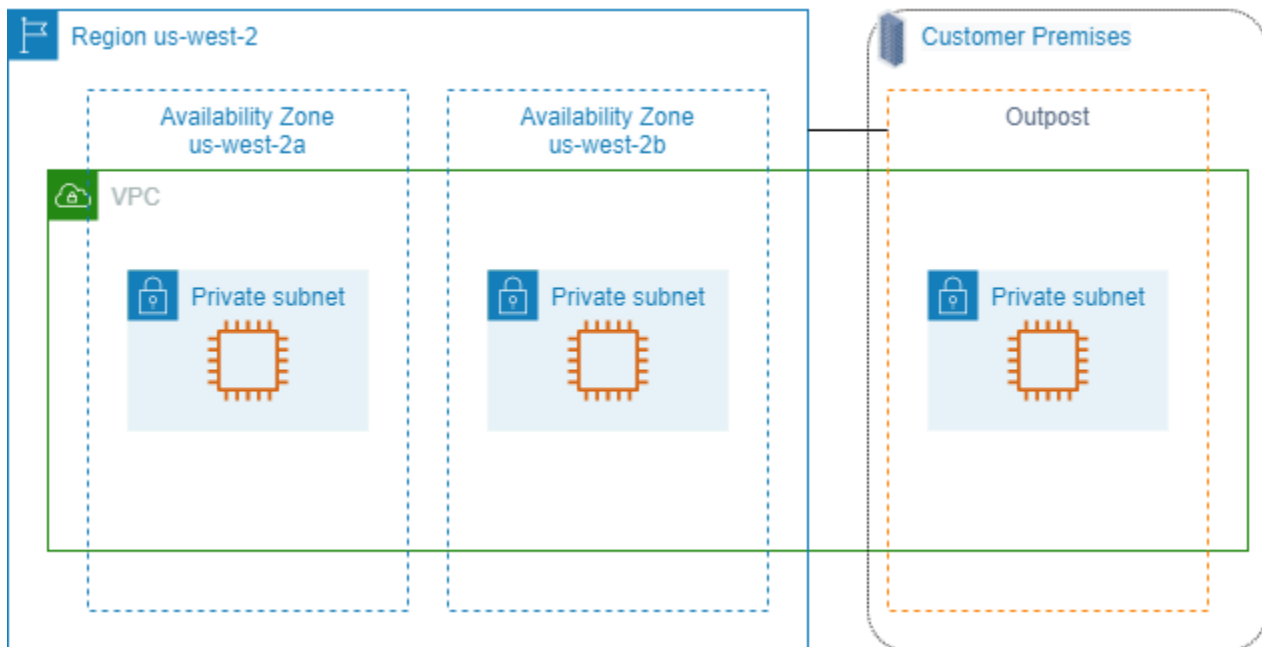 Region us-west-2
Customer Premises
Availability Zone
us-west-2a
Availability Zone
us-west-2b
Outpost
VPC
Private subnet
Private subnet
Private subnet